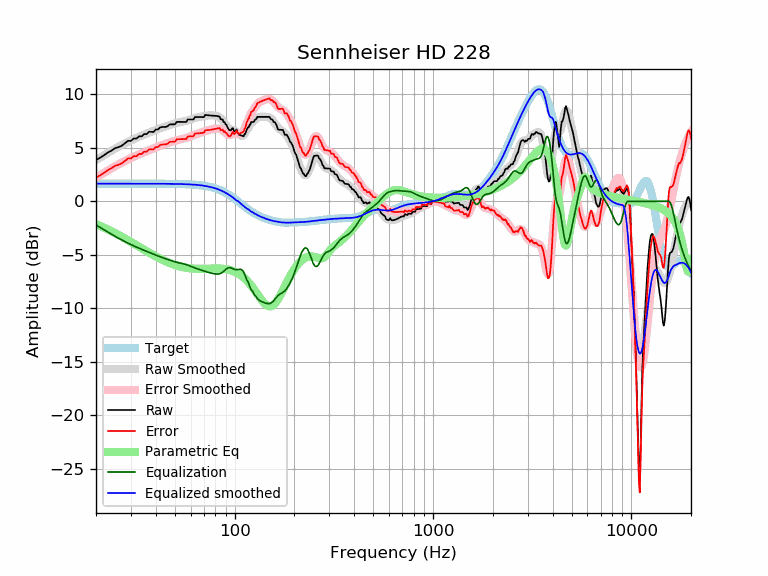 Sennheiser HD 228
10
5
0
−5
−10
−15
−20
−25
Amplitude (dBr)
Target
Raw Smoothed
Error Smoothed
Raw
Error
Parametric Eq
Equalization
Equalized smoothed
100
1000
10000
Frequency (Hz)